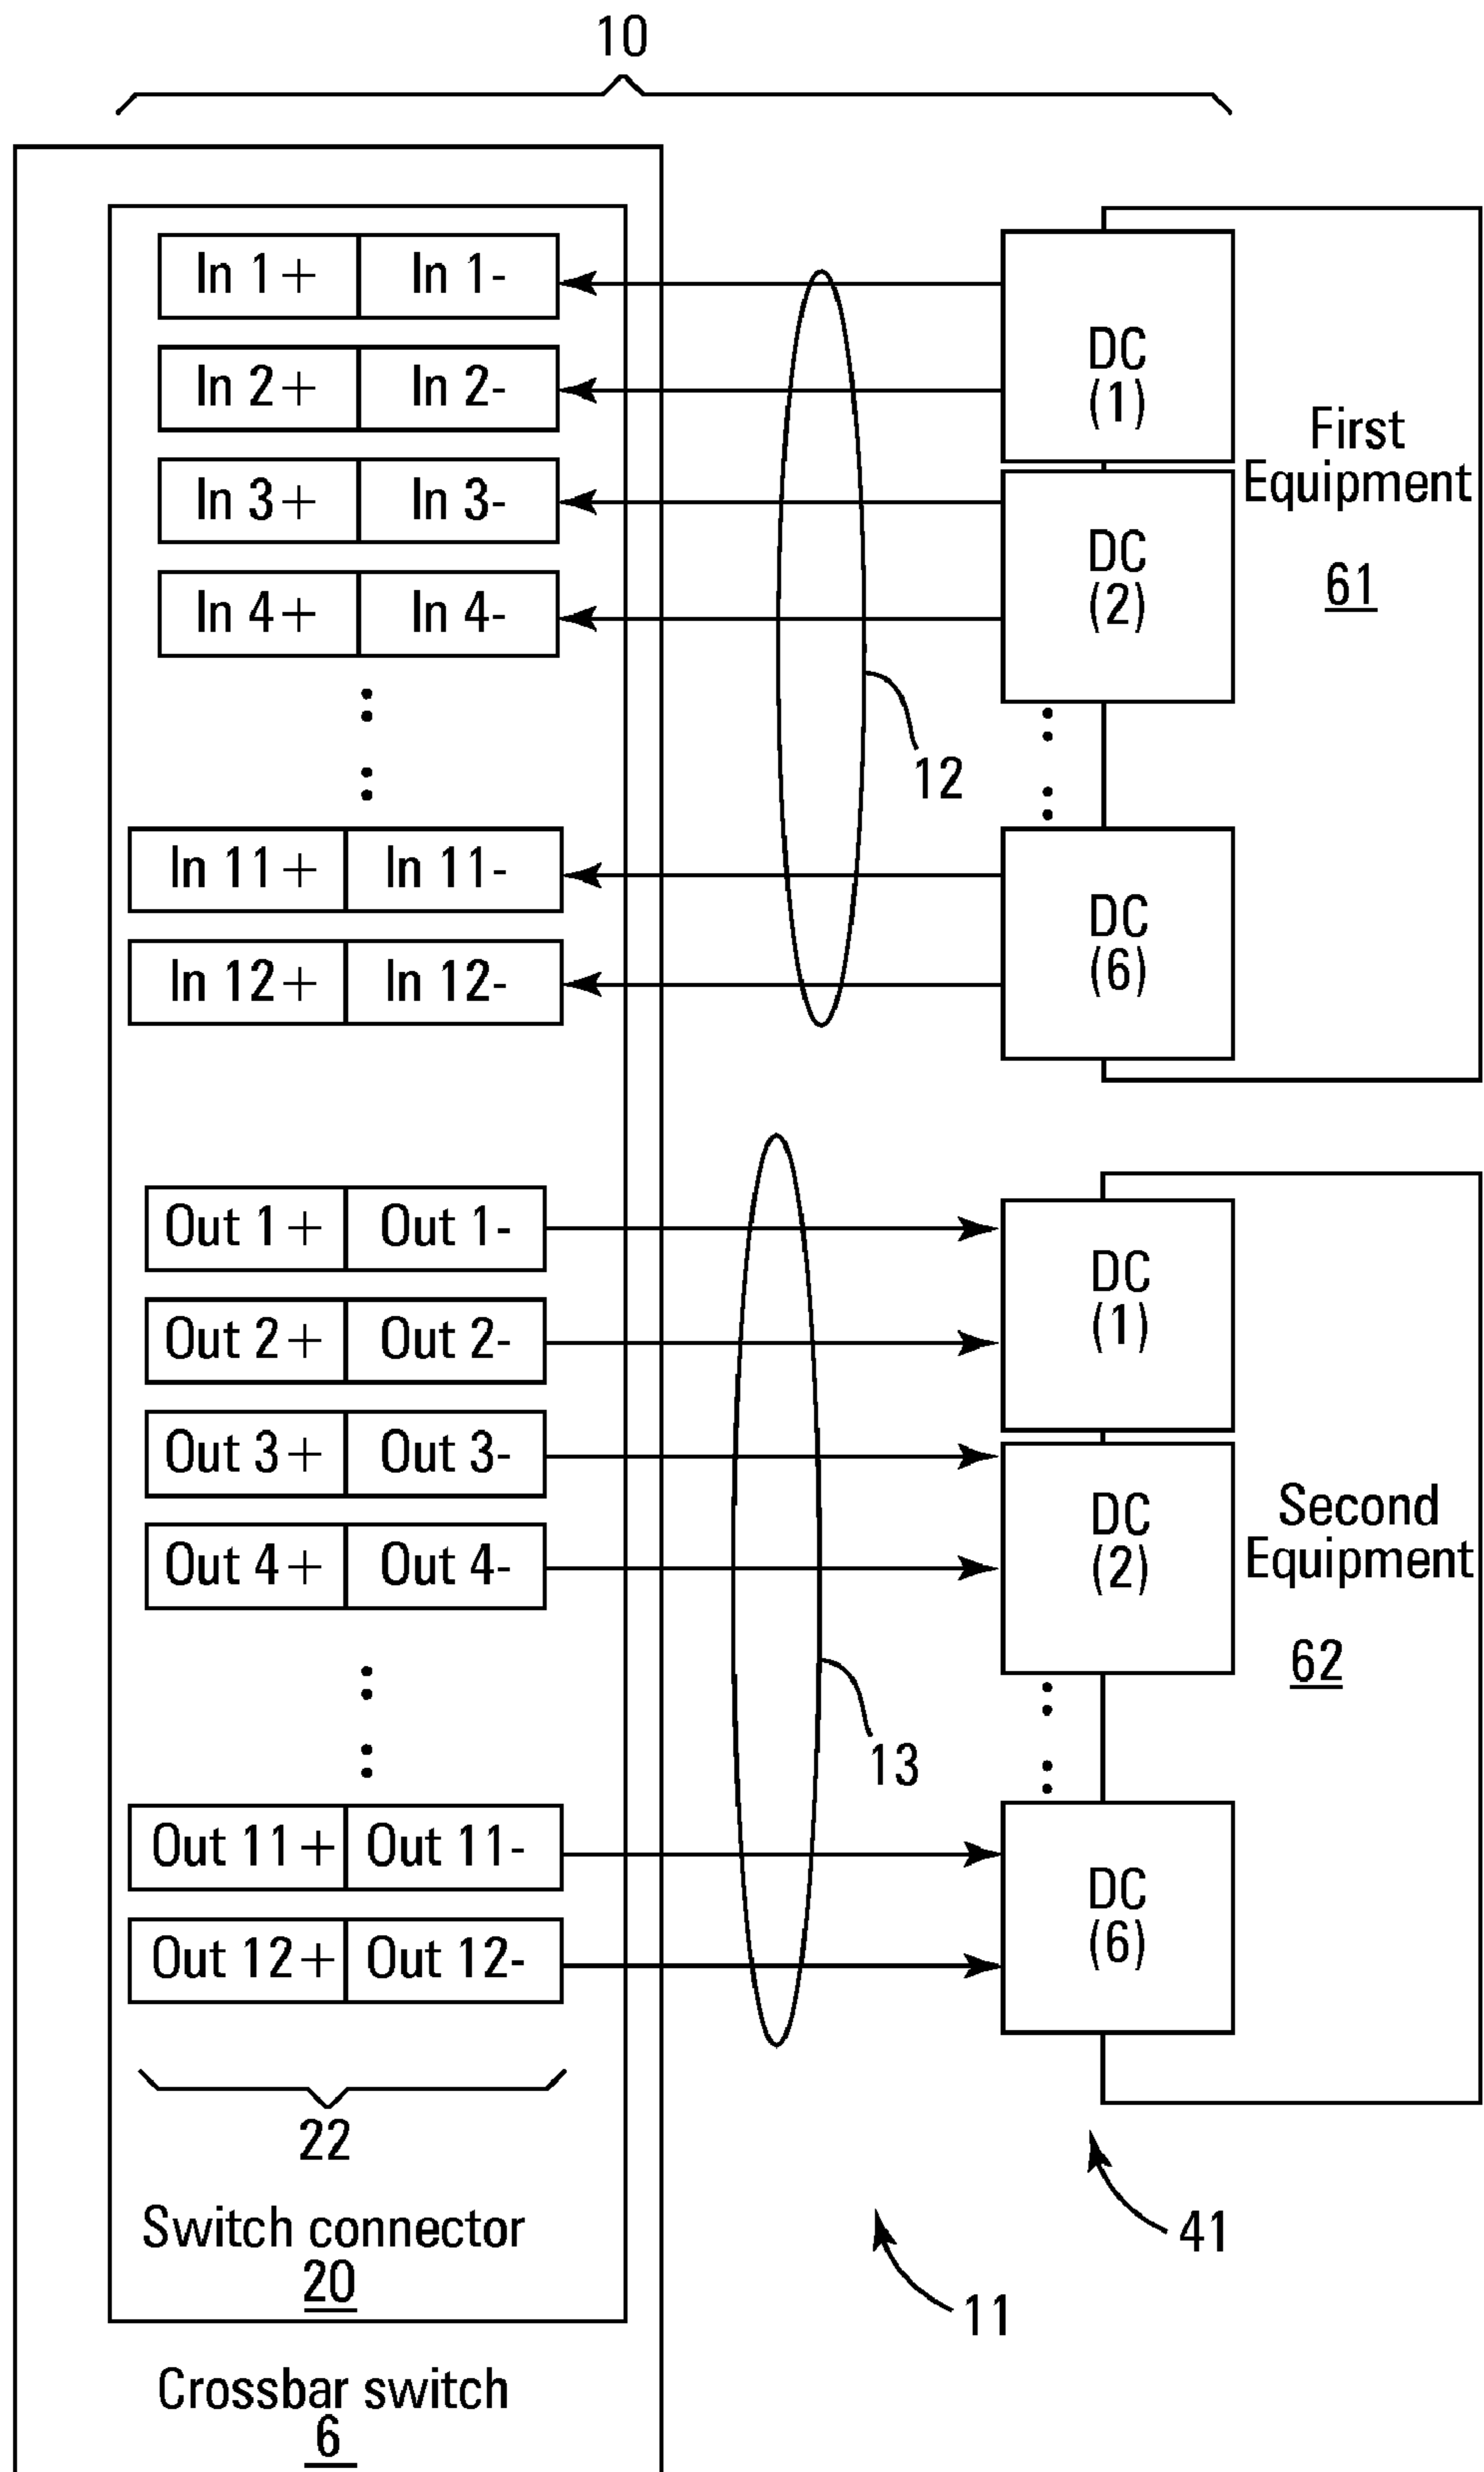 10
In 1+ In 1-
In 2+ In 2-
In 3+ In 3-
In 4+ In 4-
In 11+ In 11-
In 12+ In 12-
12
DC
(1)
DC
(2)
DC
(6)
First
Equipment
61
Out 1+ Out 1-
Out 2+ Out 2-
Out 3+ Out 3-
Out 4+ Out 4-
Out 11+ Out 11-
Out 12+ Out 12-
13
DC
(1)
DC
(2)
DC
(6)
Second
Equipment
62
22
Switch connector
20
Crossbar switch
6
11
41